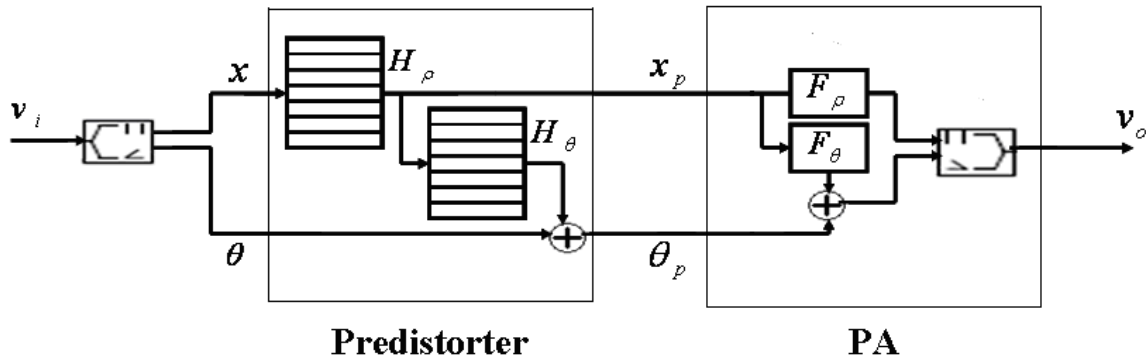 v_i
x
H_ρ
H_θ
θ
x_p
θ_p
F_ρ
F_θ
v_o
Predistorter
PA